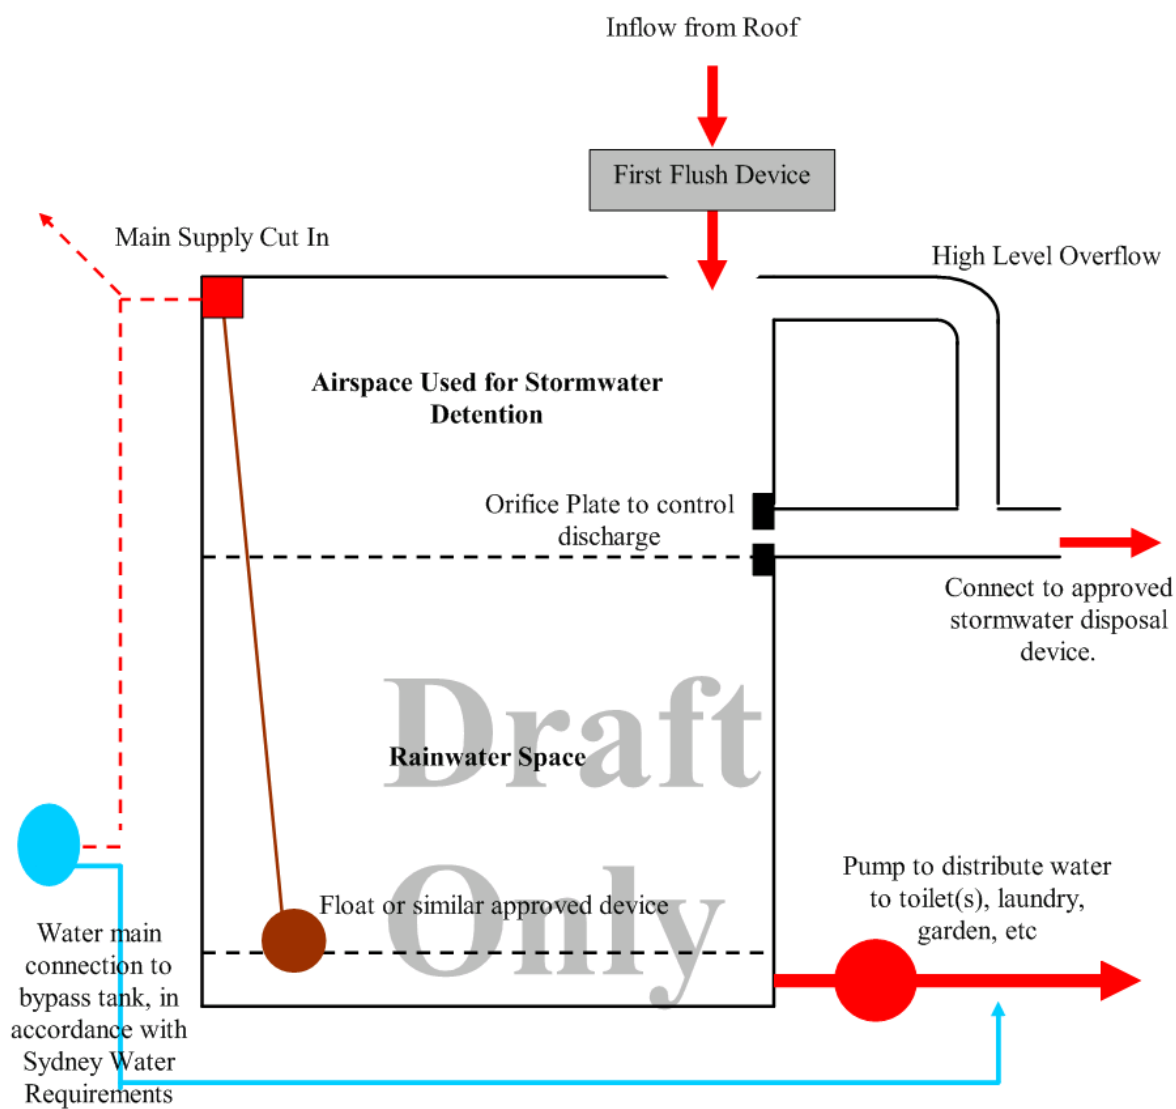 Inflow from Roof
First Flush Device
Main Supply Cut In
High Level Overflow
Airspace Used for Stormwater
Detention
Orifice Plate to control
discharge
Connect to approved
stormwater disposal
device.
Draft
Rainwater Space
Only
Float or similar approved device
Pump to distribute water
to toilet(s), laundry,
garden, etc
Water main
connection to
bypass tank, in
accordance with
Sydney Water
Requirements